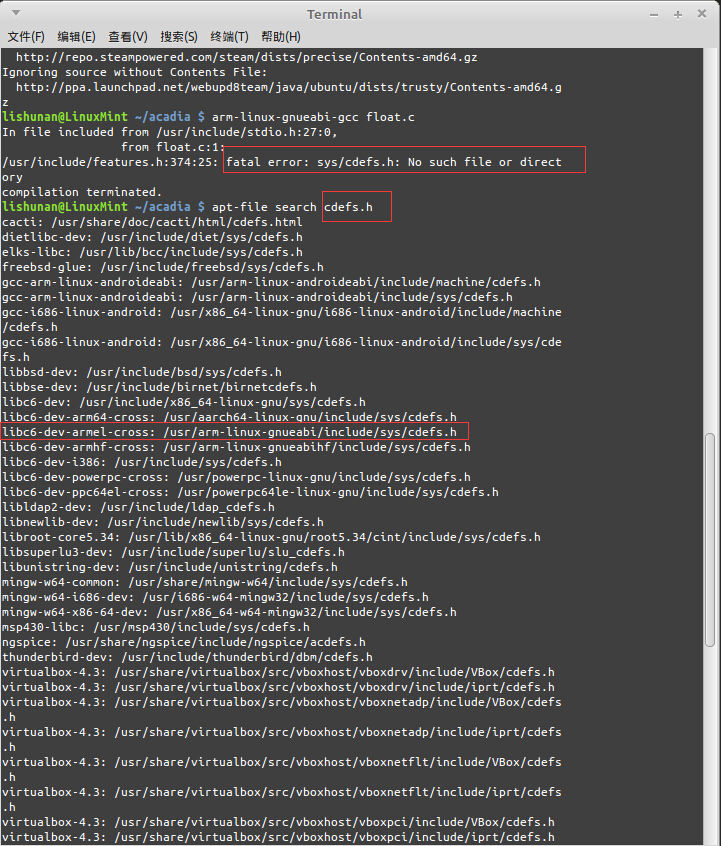 Terminal
文件(F) 编辑(E) 查看(V) 搜索(S) 终端(T) 帮助(H)
http://repo.steampowered.com/steam/dists/precise/Contents-amd64.gz
Ignoring source without Contents File:
http://ppa.launchpad.net/webupd8team/java/ubuntu/dists/trusty/Contents-amd64.g
z
lishunan@LinuxMint ~/acadia $ arm-linux-gnueabi-gcc float.c
In file included from /usr/include/stdio.h:27:0,
from float.c:1:
/usr/include/features.h:374:25: fatal error: sys/cdefs.h: No such file or direct
ory
compilation terminated.
lishunan@LinuxMint ~/acadia $ apt-file search cdefs.h
cacti: /usr/share/doc/cacti/html/cdefs.html
dietlibc-dev: /usr/include/diet/sys/cdefs.h
elks-libc: /usr/lib/bcc/include/sys/cdefs.h
freebsd-glue: /usr/include/freebsd/sys/cdefs.h
gcc-arm-linux-androideabi: /usr/arm-linux-androideabi/include/machine/cdefs.h
gcc-arm-linux-androideabi: /usr/arm-linux-androideabi/include/sys/cdefs.h
gcc-i686-linux-android: /usr/x86_64-linux-gnu/i686-linux-android/include/machine
/cdefs.h
gcc-i686-linux-android: /usr/x86_64-linux-gnu/i686-linux-android/include/sys/cde
fs.h
libbsd-dev: /usr/include/bsd/sys/cdefs.h
libbse-dev: /usr/include/birnet/birnetcdefs.h
libc6-dev: /usr/include/x86_64-linux-gnu/sys/cdefs.h
libc6-dev-arm64-cross: /usr/aarch64-linux-gnu/include/sys/cdefs.h
libc6-dev-armel-cross: /usr/arm-linux-gnueabi/include/sys/cdefs.h
libc6-dev-armhf-cross: /usr/arm-linux-gnueabihf/include/sys/cdefs.h
libc6-dev-i386: /usr/include/sys/cdefs.h
libc6-dev-powerpc-cross: /usr/powerpc-linux-gnu/include/sys/cdefs.h
libc6-dev-ppc64el-cross: /usr/powerpc64le-linux-gnu/include/sys/cdefs.h
libldap2-dev: /usr/include/ldap_cdefs.h
libnewlib-dev: /usr/include/newlib/sys/cdefs.h
libroot-core5.34: /usr/lib/x86_64-linux-gnu/root5.34/cint/include/sys/cdefs.h
libsuperlu3-dev: /usr/include/superlu/slu_cdefs.h
libunistring-dev: /usr/include/unistring/cdefs.h
mingw-w64-common: /usr/share/mingw-w64/include/sys/cdefs.h
mingw-w64-i686-dev: /usr/i686-w64-mingw32/include/sys/cdefs.h
mingw-w64-x86-64-dev: /usr/x86_64-w64-mingw32/include/sys/cdefs.h
msp430-libc: /usr/msp430/include/sys/cdefs.h
ngspice: /usr/share/ngspice/include/ngspice/acdefs.h
thunderbird-dev: /usr/include/thunderbird/dbm/cdefs.h
virtualbox-4.3: /usr/share/virtualbox/src/vboxhost/vboxdrv/include/VBox/cdefs.h
virtualbox-4.3: /usr/share/virtualbox/src/vboxhost/vboxdrv/include/iprt/cdefs.h
virtualbox-4.3: /usr/share/virtualbox/src/vboxhost/vboxnetadp/include/VBox/cdefs
.h
virtualbox-4.3: /usr/share/virtualbox/src/vboxhost/vboxnetadp/include/iprt/cdefs
.h
virtualbox-4.3: /usr/share/virtualbox/src/vboxhost/vboxnetflt/include/VBox/cdefs
.h
virtualbox-4.3: /usr/share/virtualbox/src/vboxhost/vboxnetflt/include/iprt/cdefs
.h
virtualbox-4.3: /usr/share/virtualbox/src/vboxhost/vboxpci/include/VBox/cdefs.h
virtualbox-4.3: /usr/share/virtualbox/src/vboxhost/vboxpci/include/iprt/cdefs.h